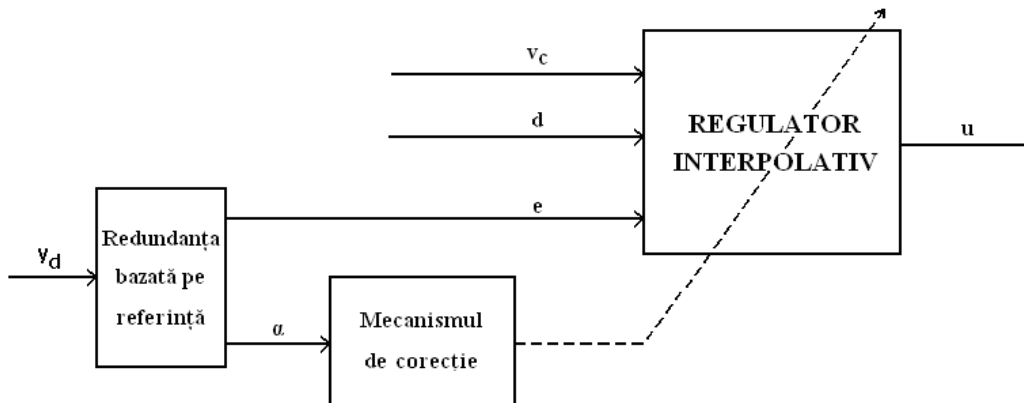 v_c
d
REGULATOR
INTERPOLATIV
u
e
Redundanța
bazată pe
referință
y_d
α
Mecanismul
de corecție